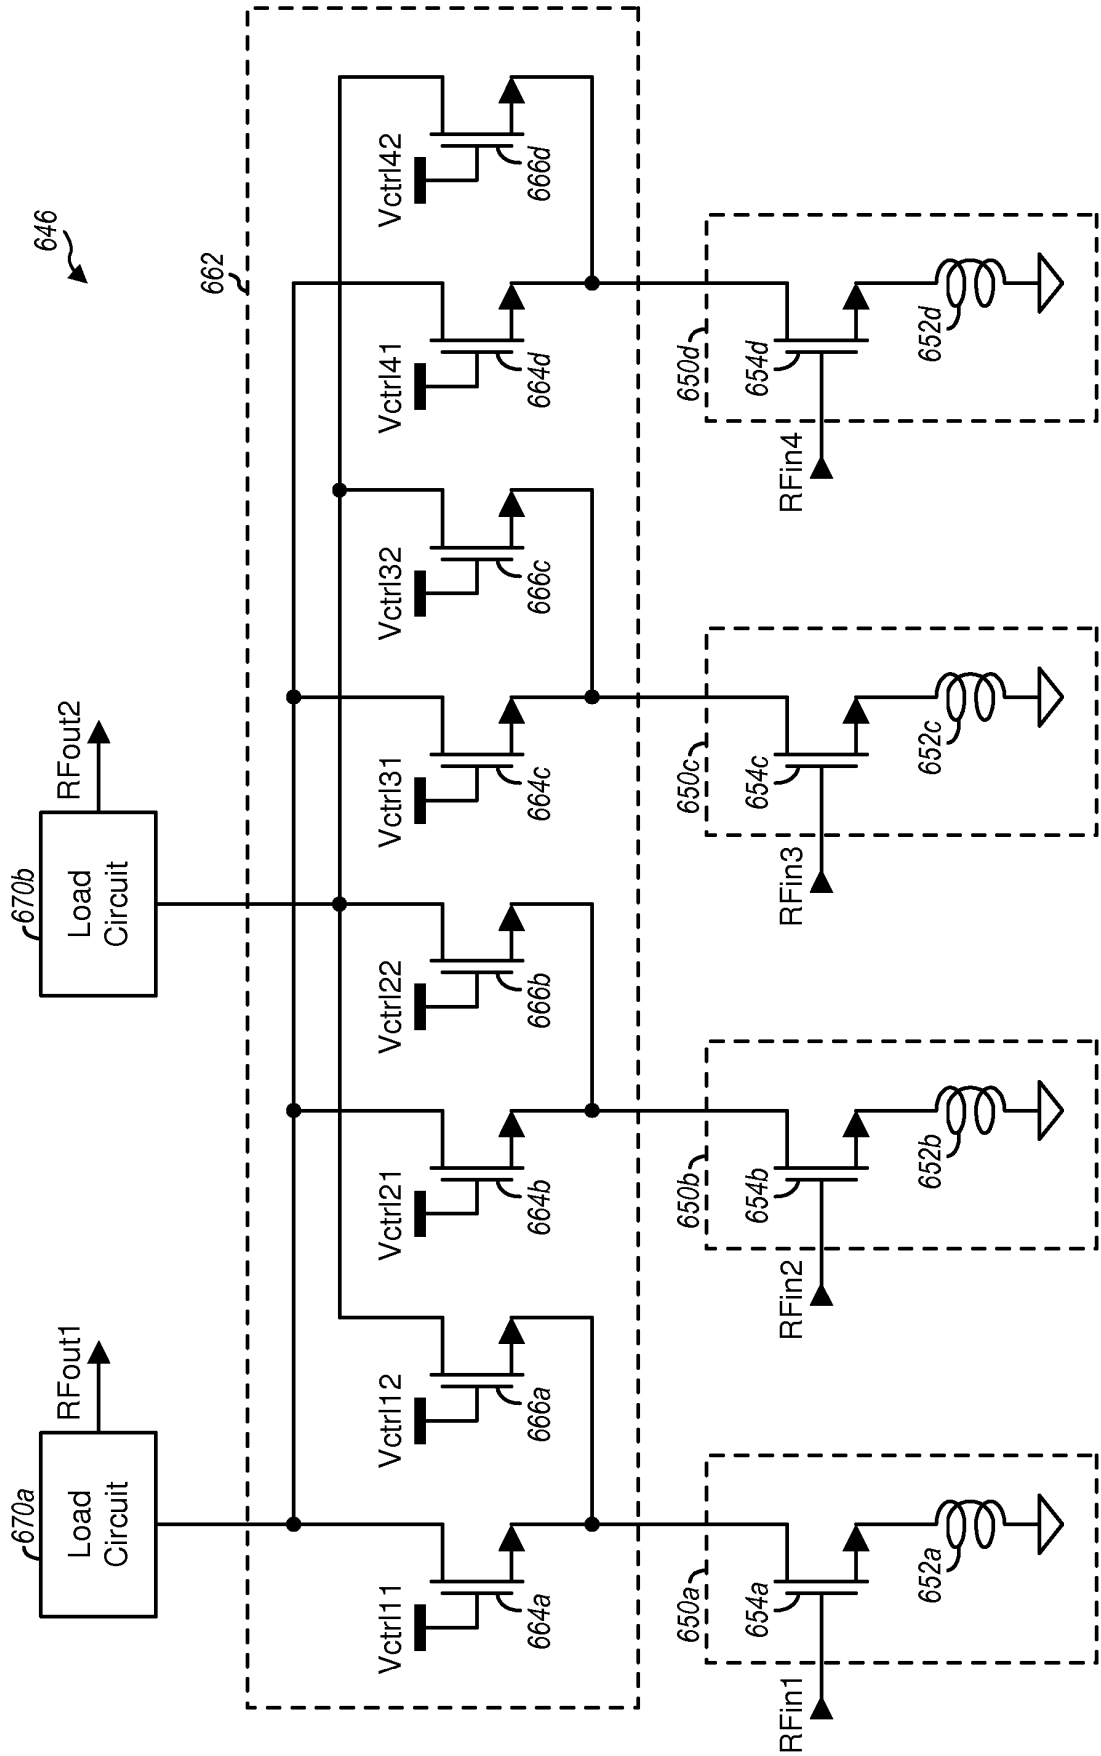 646
670a
Load
Circuit
RFout1
670b
Load
Circuit
RFout2
662
Vctrl11
664a
Vctrl12
666a
Vctrl21
664b
Vctrl22
666b
Vctrl31
664c
Vctrl32
666c
Vctrl41
664d
Vctrl42
666d
RFin1
650a
654a
652a
RFin2
650b
654b
652b
RFin3
650c
654c
652c
RFin4
650d
654d
652d